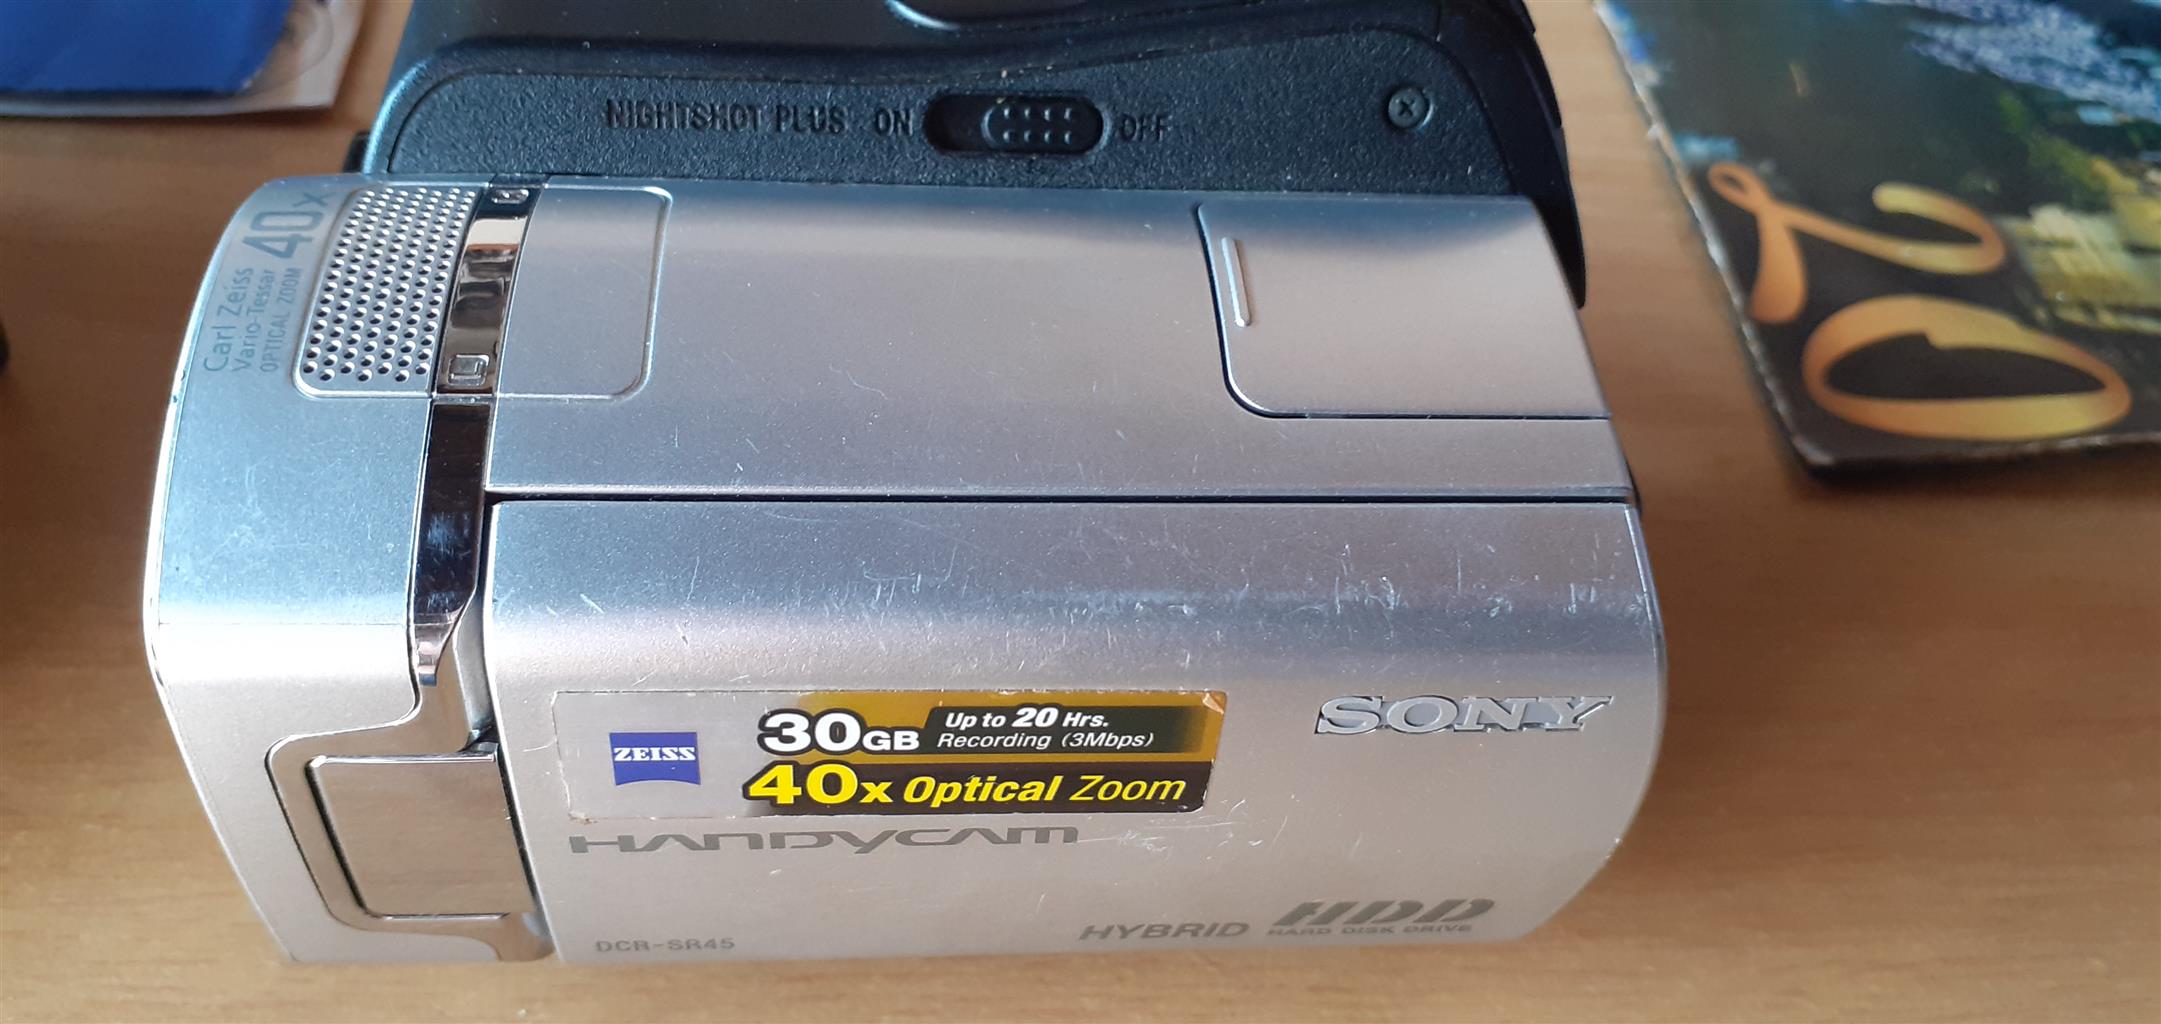 NIGHTSHOT PLUS ON OFF
Carl Zeiss
Vario-Tessar
OPTICAL ZOOM
40x
R
L
ZEISS
30GB Up to 20 Hrs.
Recording (3Mbps)
40x Optical Zoom
SONY
HANDYCAM
DCR-SR45
HYBRID HDD
HARD DISK DRIVE
20